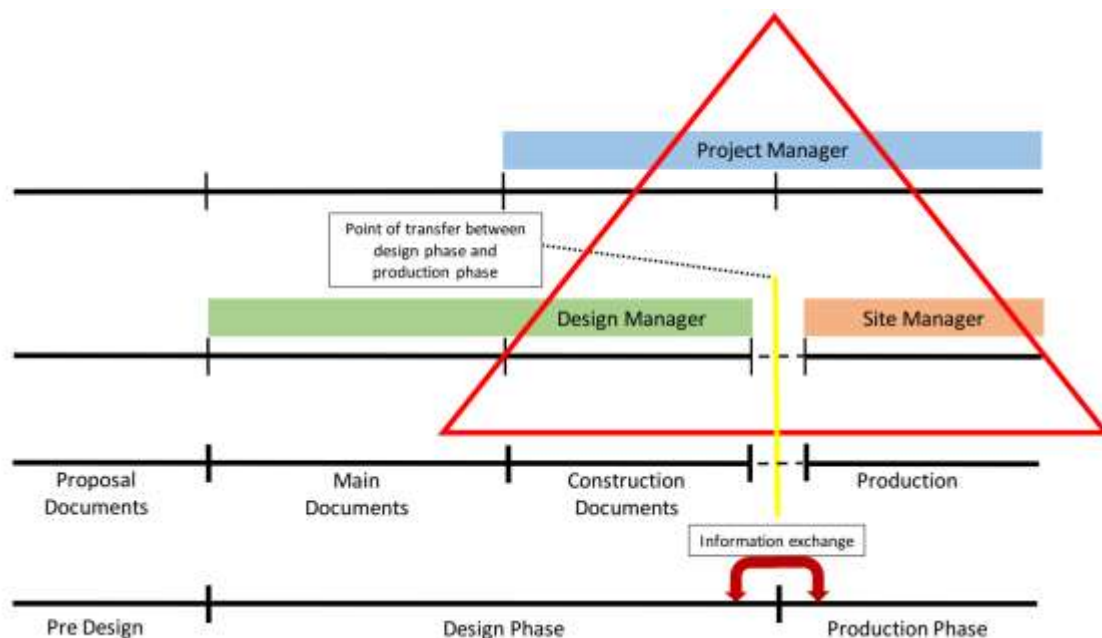 Project Manager
Point of transfer between
design phase and
production phase
Design Manager
Site Manager
Proposal
Documents
Main
Documents
Construction
Documents
Production
Information exchange
Pre Design
Design Phase
Production Phase